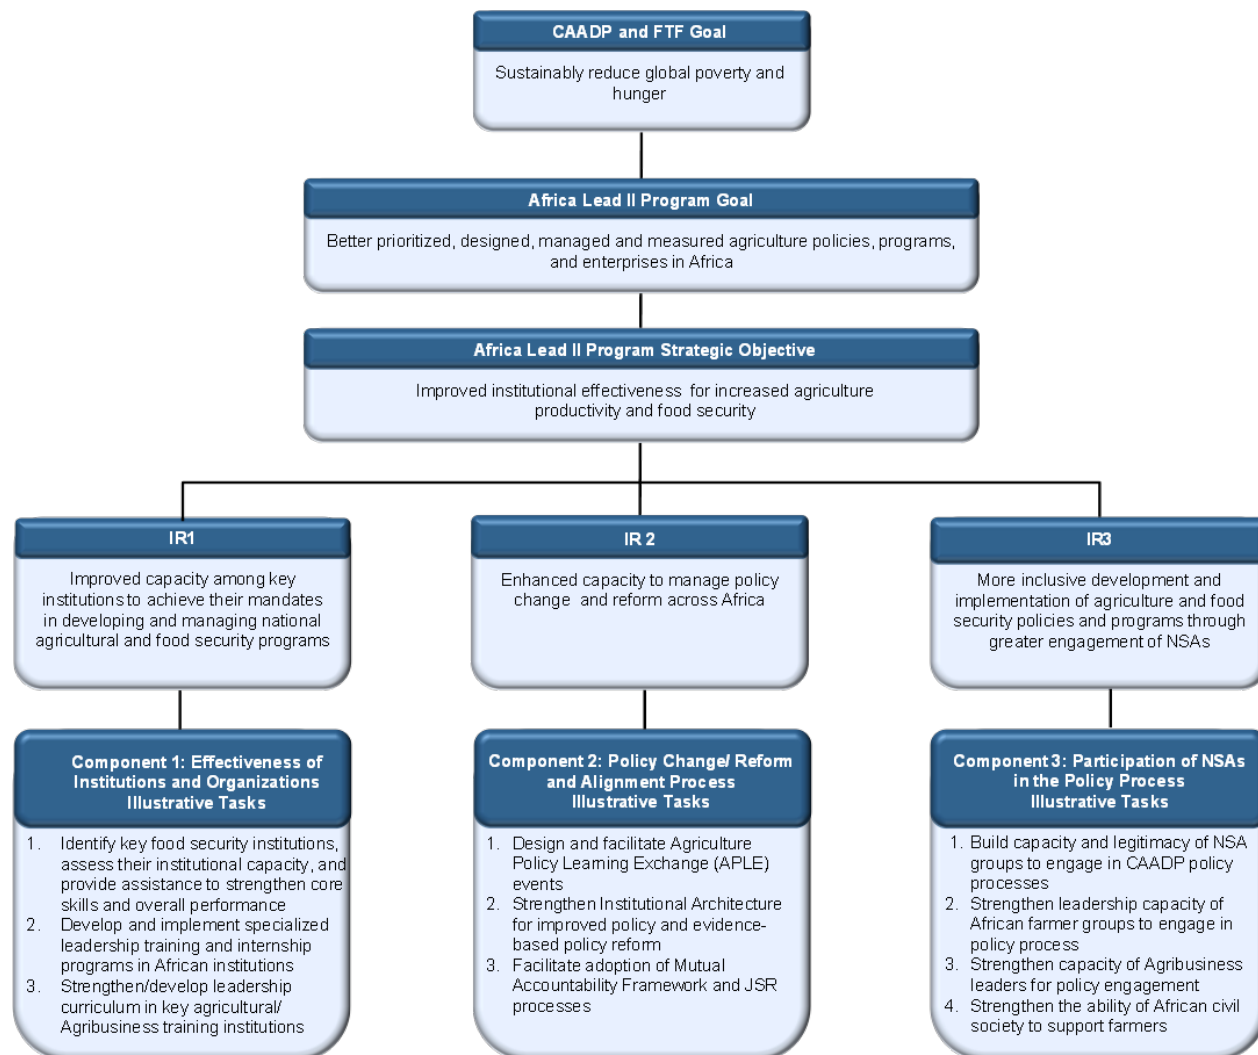 CAADP and FTF Goal
Sustainably reduce global poverty and
hunger
Africa Lead II Program Goal
Better prioritized, designed, managed and measured agriculture policies, programs,
and enterprises in Africa
Africa Lead II Program Strategic Objective
Improved institutional effectiveness for increased agriculture
productivity and food security
IR1
Improved capacity among key
institutions to achieve their mandates
in developing and managing national
agricultural and food security programs
IR 2
Enhanced capacity to manage policy
change and reform across Africa
IR3
More inclusive development and
implementation of agriculture and food
security policies and programs through
greater engagement of NSAs
Component 1: Effectiveness of
Institutions and Organizations
Illustrative Tasks
1. Identify key food security institutions,
assess their institutional capacity, and
provide assistance to strengthen core
skills and overall performance
2. Develop and implement specialized
leadership training and internship
programs in African institutions
3. Strengthen/develop leadership
curriculum in key agricultural/
Agribusiness training institutions
Component 2: Policy Change/ Reform
and Alignment Process
Illustrative Tasks
1. Design and facilitate Agriculture
Policy Learning Exchange (APLE)
events
2. Strengthen Institutional Architecture
for improved policy and evidence-
based policy reform
3. Facilitate adoption of Mutual
Accountability Framework and JSR
processes
Component 3: Participation of NSAs
in the Policy Process
Illustrative Tasks
1. Build capacity and legitimacy of NSA
groups to engage in CAADP policy
processes
2. Strengthen leadership capacity of
African farmer groups to engage in
policy process
3. Strengthen capacity of Agribusiness
leaders for policy engagement
4. Strengthen the ability of African civil
society to support farmers